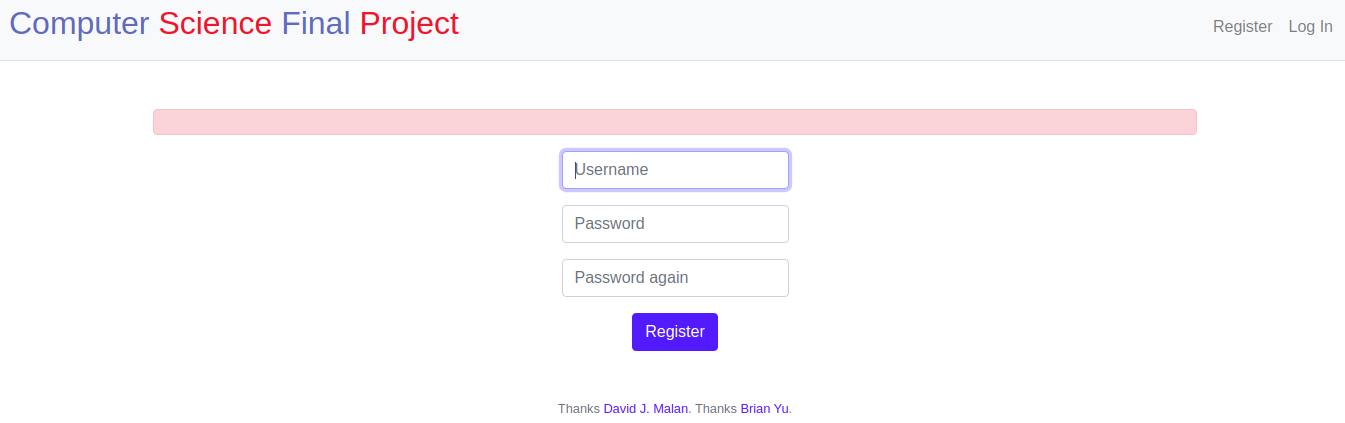 Computer Science Final Project
Register Log In
Username
Password
Password again
Register
Thanks David J. Malan. Thanks Brian Yu.